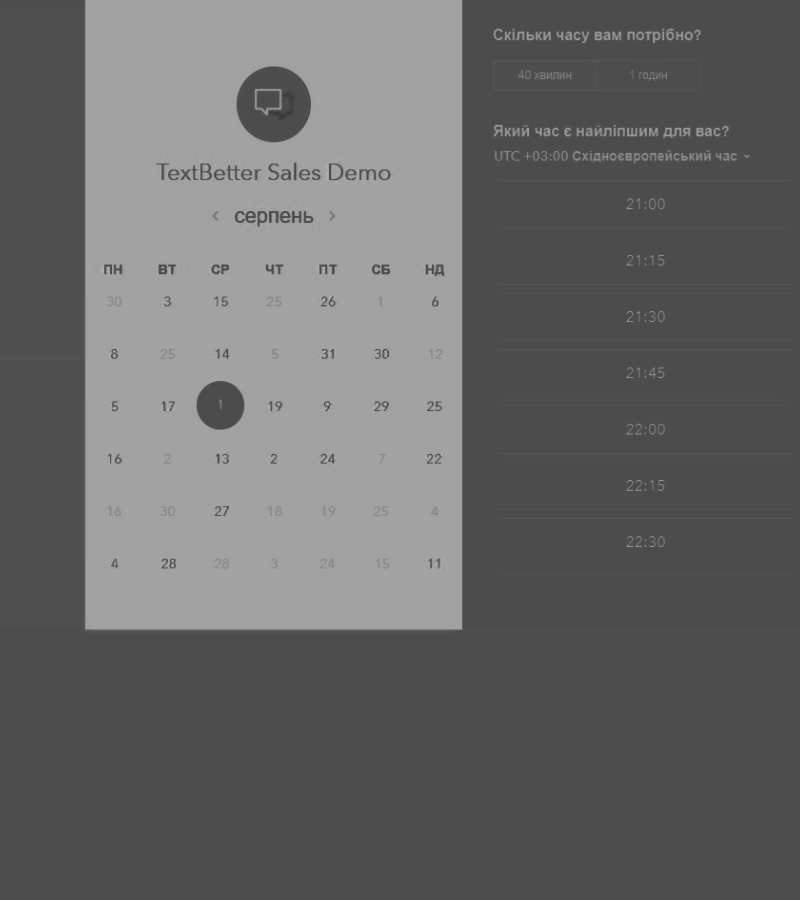 TextBetter Sales Demo
серпень
ПН ВТ СР ЧТ ПТ СБ НД
30 3 15 25 26 1 6
8 25 14 5 31 30 12
5 17 1 19 9 29 25
16 2 13 2 24 7 22
16 30 27 18 19 25 4
4 28 28 3 24 15 11
Скільки часу вам потрібно?
40 хвилин 1 годин
Який час є найліпшим для вас?
UTC +03:00 Східноєвропейський час
21:00
21:15
21:30
21:45
22:00
22:15
22:30